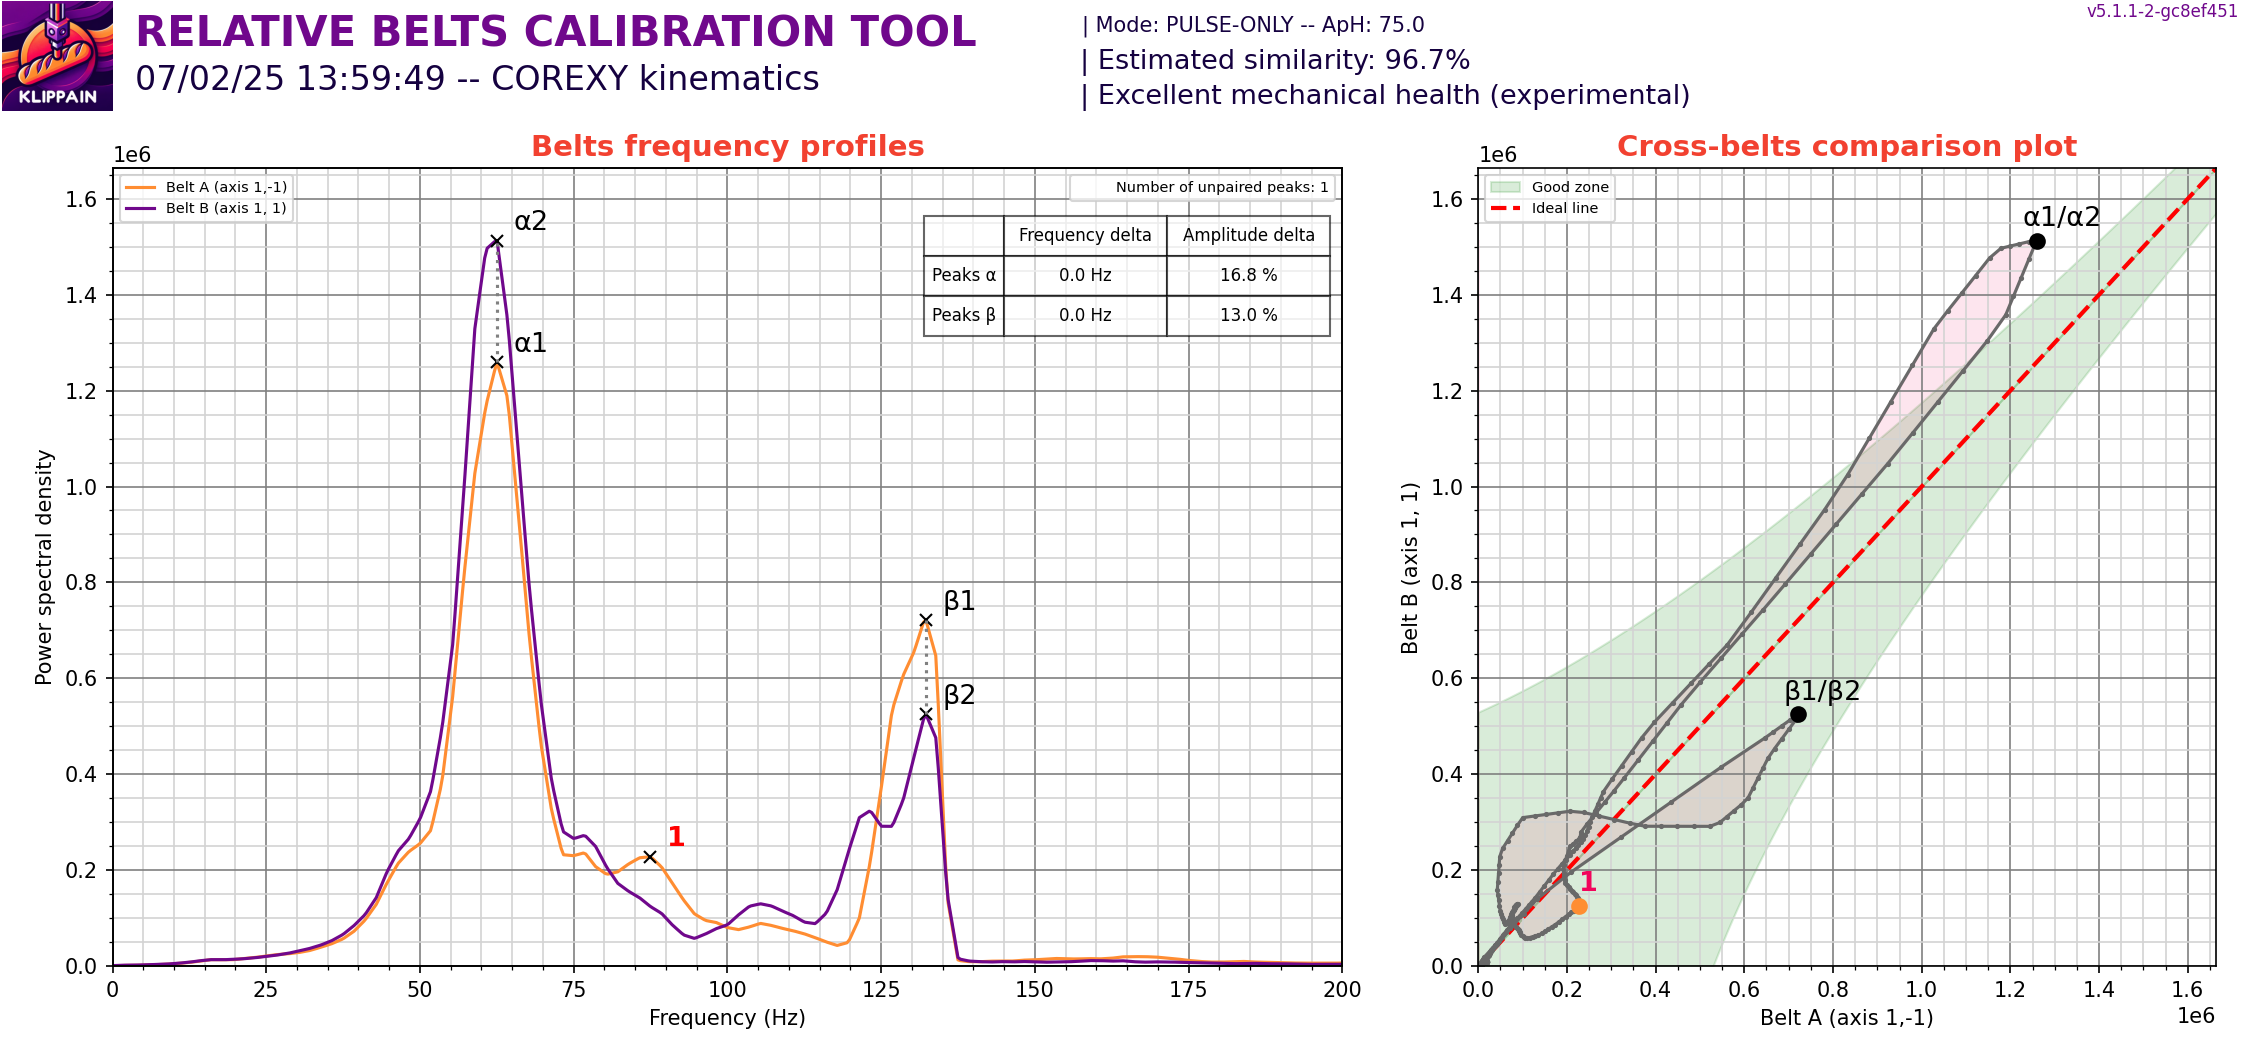 KLIPPAIN
RELATIVE BELTS CALIBRATION TOOL
07/02/25 13:59:49 -- COREXY kinematics
| Mode: PULSE-ONLY -- ApH: 75.0
| Estimated similarity: 96.7%
| Excellent mechanical health (experimental)
v5.1.1-2-gc8ef451
Belts frequency profiles
1e6
Belt A (axis 1,-1)
Belt B (axis 1, 1)
Number of unpaired peaks: 1
Frequency delta Amplitude delta
Peaks α 0.0 Hz 16.8 %
Peaks β 0.0 Hz 13.0 %
α2
α1
β1
β2
1
1.6
1.4
1.2
1.0
0.8
0.6
0.4
0.2
0.0
Power spectral density
0 25 50 75 100 125 150 175 200
Frequency (Hz)
Cross-belts comparison plot
1e6
Good zone
Ideal line
α1/α2
β1/β2
1
1.6
1.4
1.2
1.0
0.8
0.6
0.4
0.2
0.0
Belt B (axis 1, 1)
0.0 0.2 0.4 0.6 0.8 1.0 1.2 1.4 1.6
Belt A (axis 1,-1)
1e6